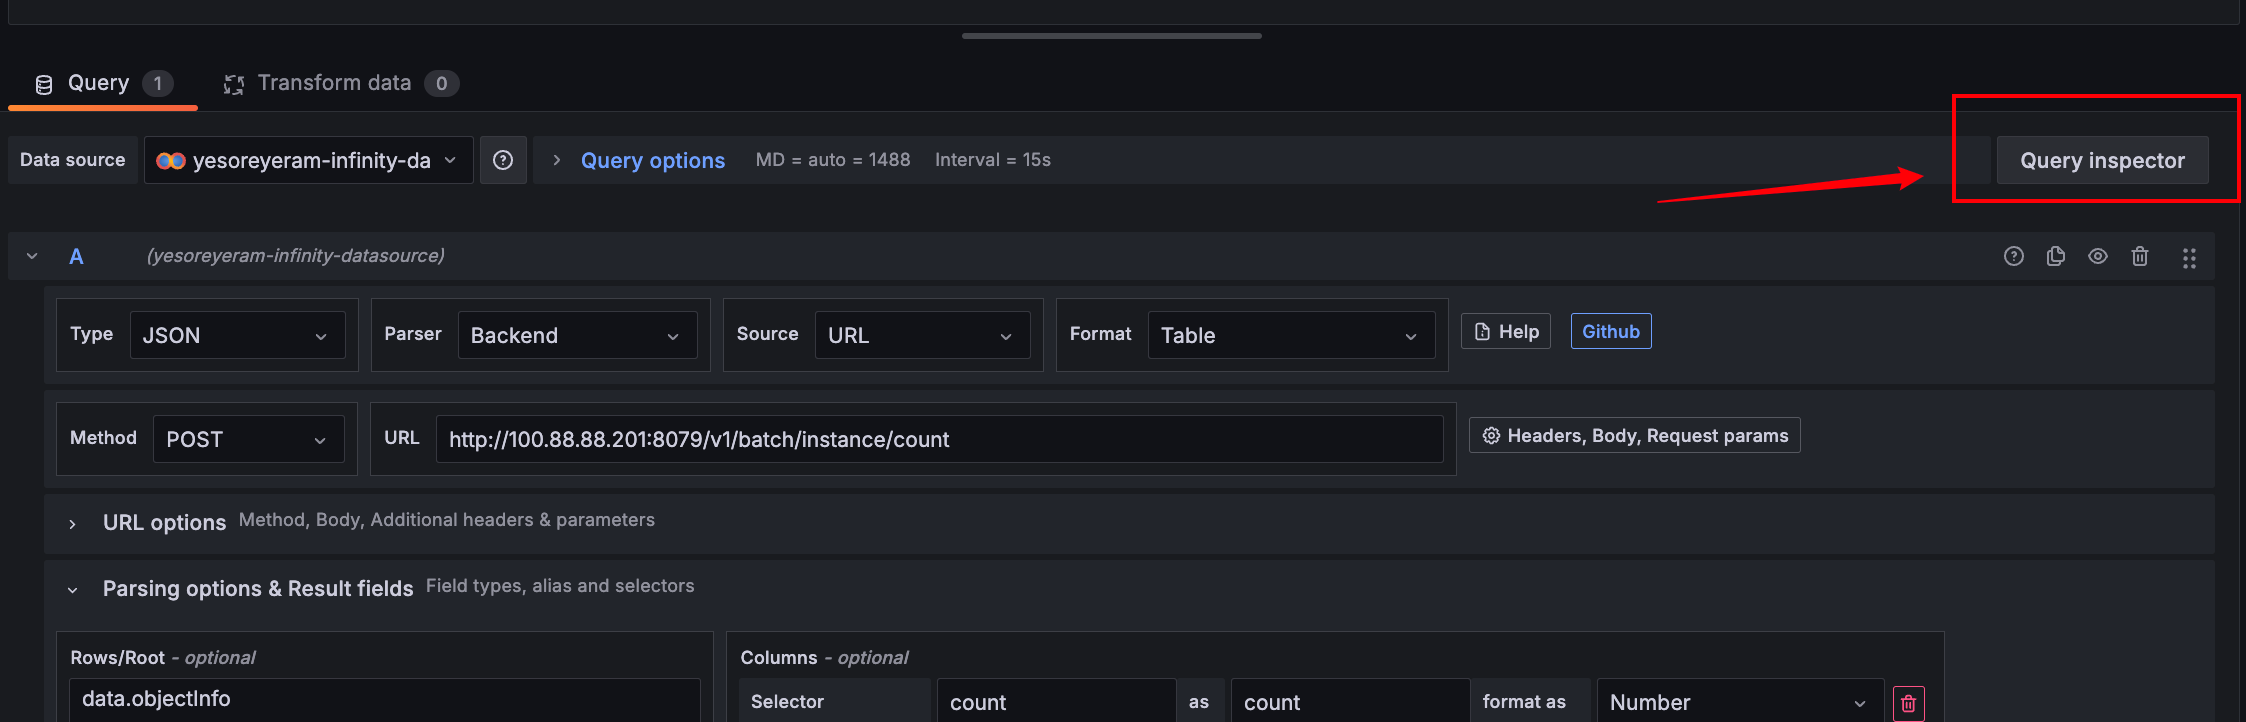 Query 1 Transform data 0
Data source yesoreyeram-infinity-da Query options MD = auto = 1488 Interval = 15s Query inspector
A (yesoreyeram-infinity-datasource)
Type JSON Parser Backend Source URL Format Table Help Github
Method POST URL http://100.88.88.201:8079/v1/batch/instance/count Headers, Body, Request params
URL options Method, Body, Additional headers & parameters
Parsing options & Result fields Field types, alias and selectors
Rows/Root - optional Columns - optional
data.objectInfo Selector count as count format as Number